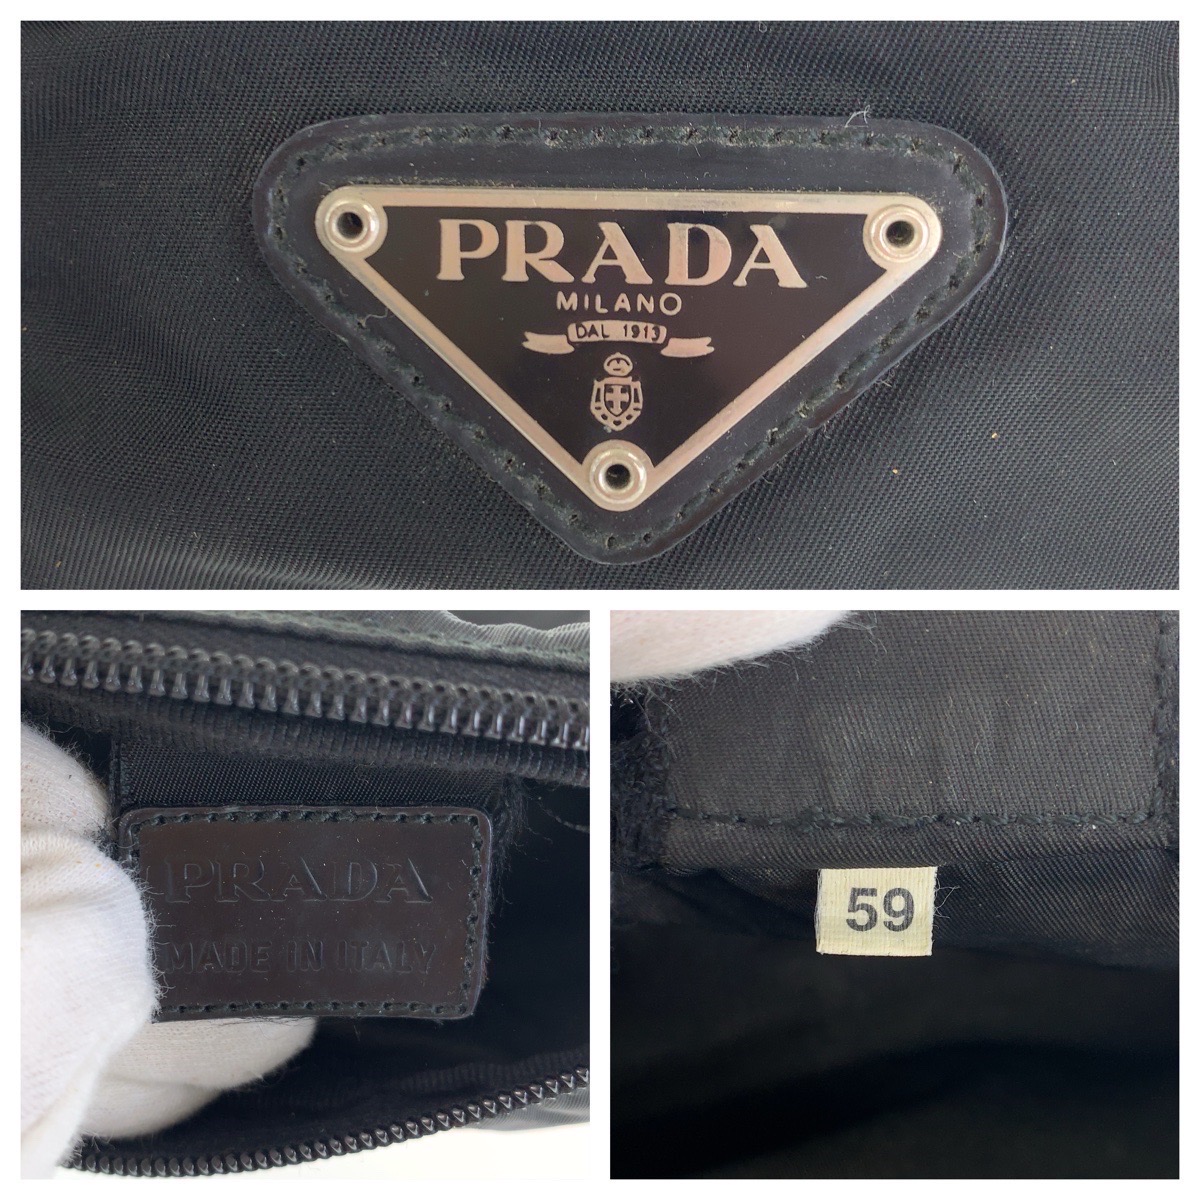 PRADA
MILANO
DAL 1913
PRADA
MADE IN ITALY
59